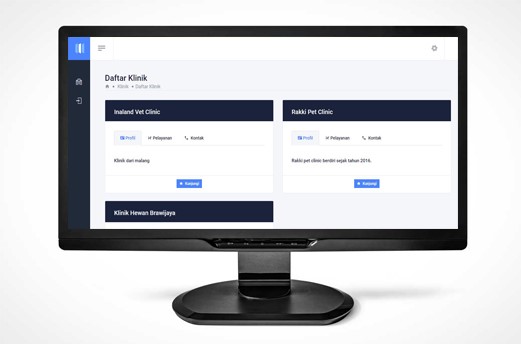 Daftar Klinik
Klinik • Daftar Klinik
Inaland Vet Clinic
Profil Pelayanan Kontak
Klinik dari malang
Kunjungi
Rakki Pet Clinic
Profil Pelayanan Kontak
Rakki pet clinic berdiri sejak tahun 2016.
Kunjungi
Klinik Hewan Brawijaya